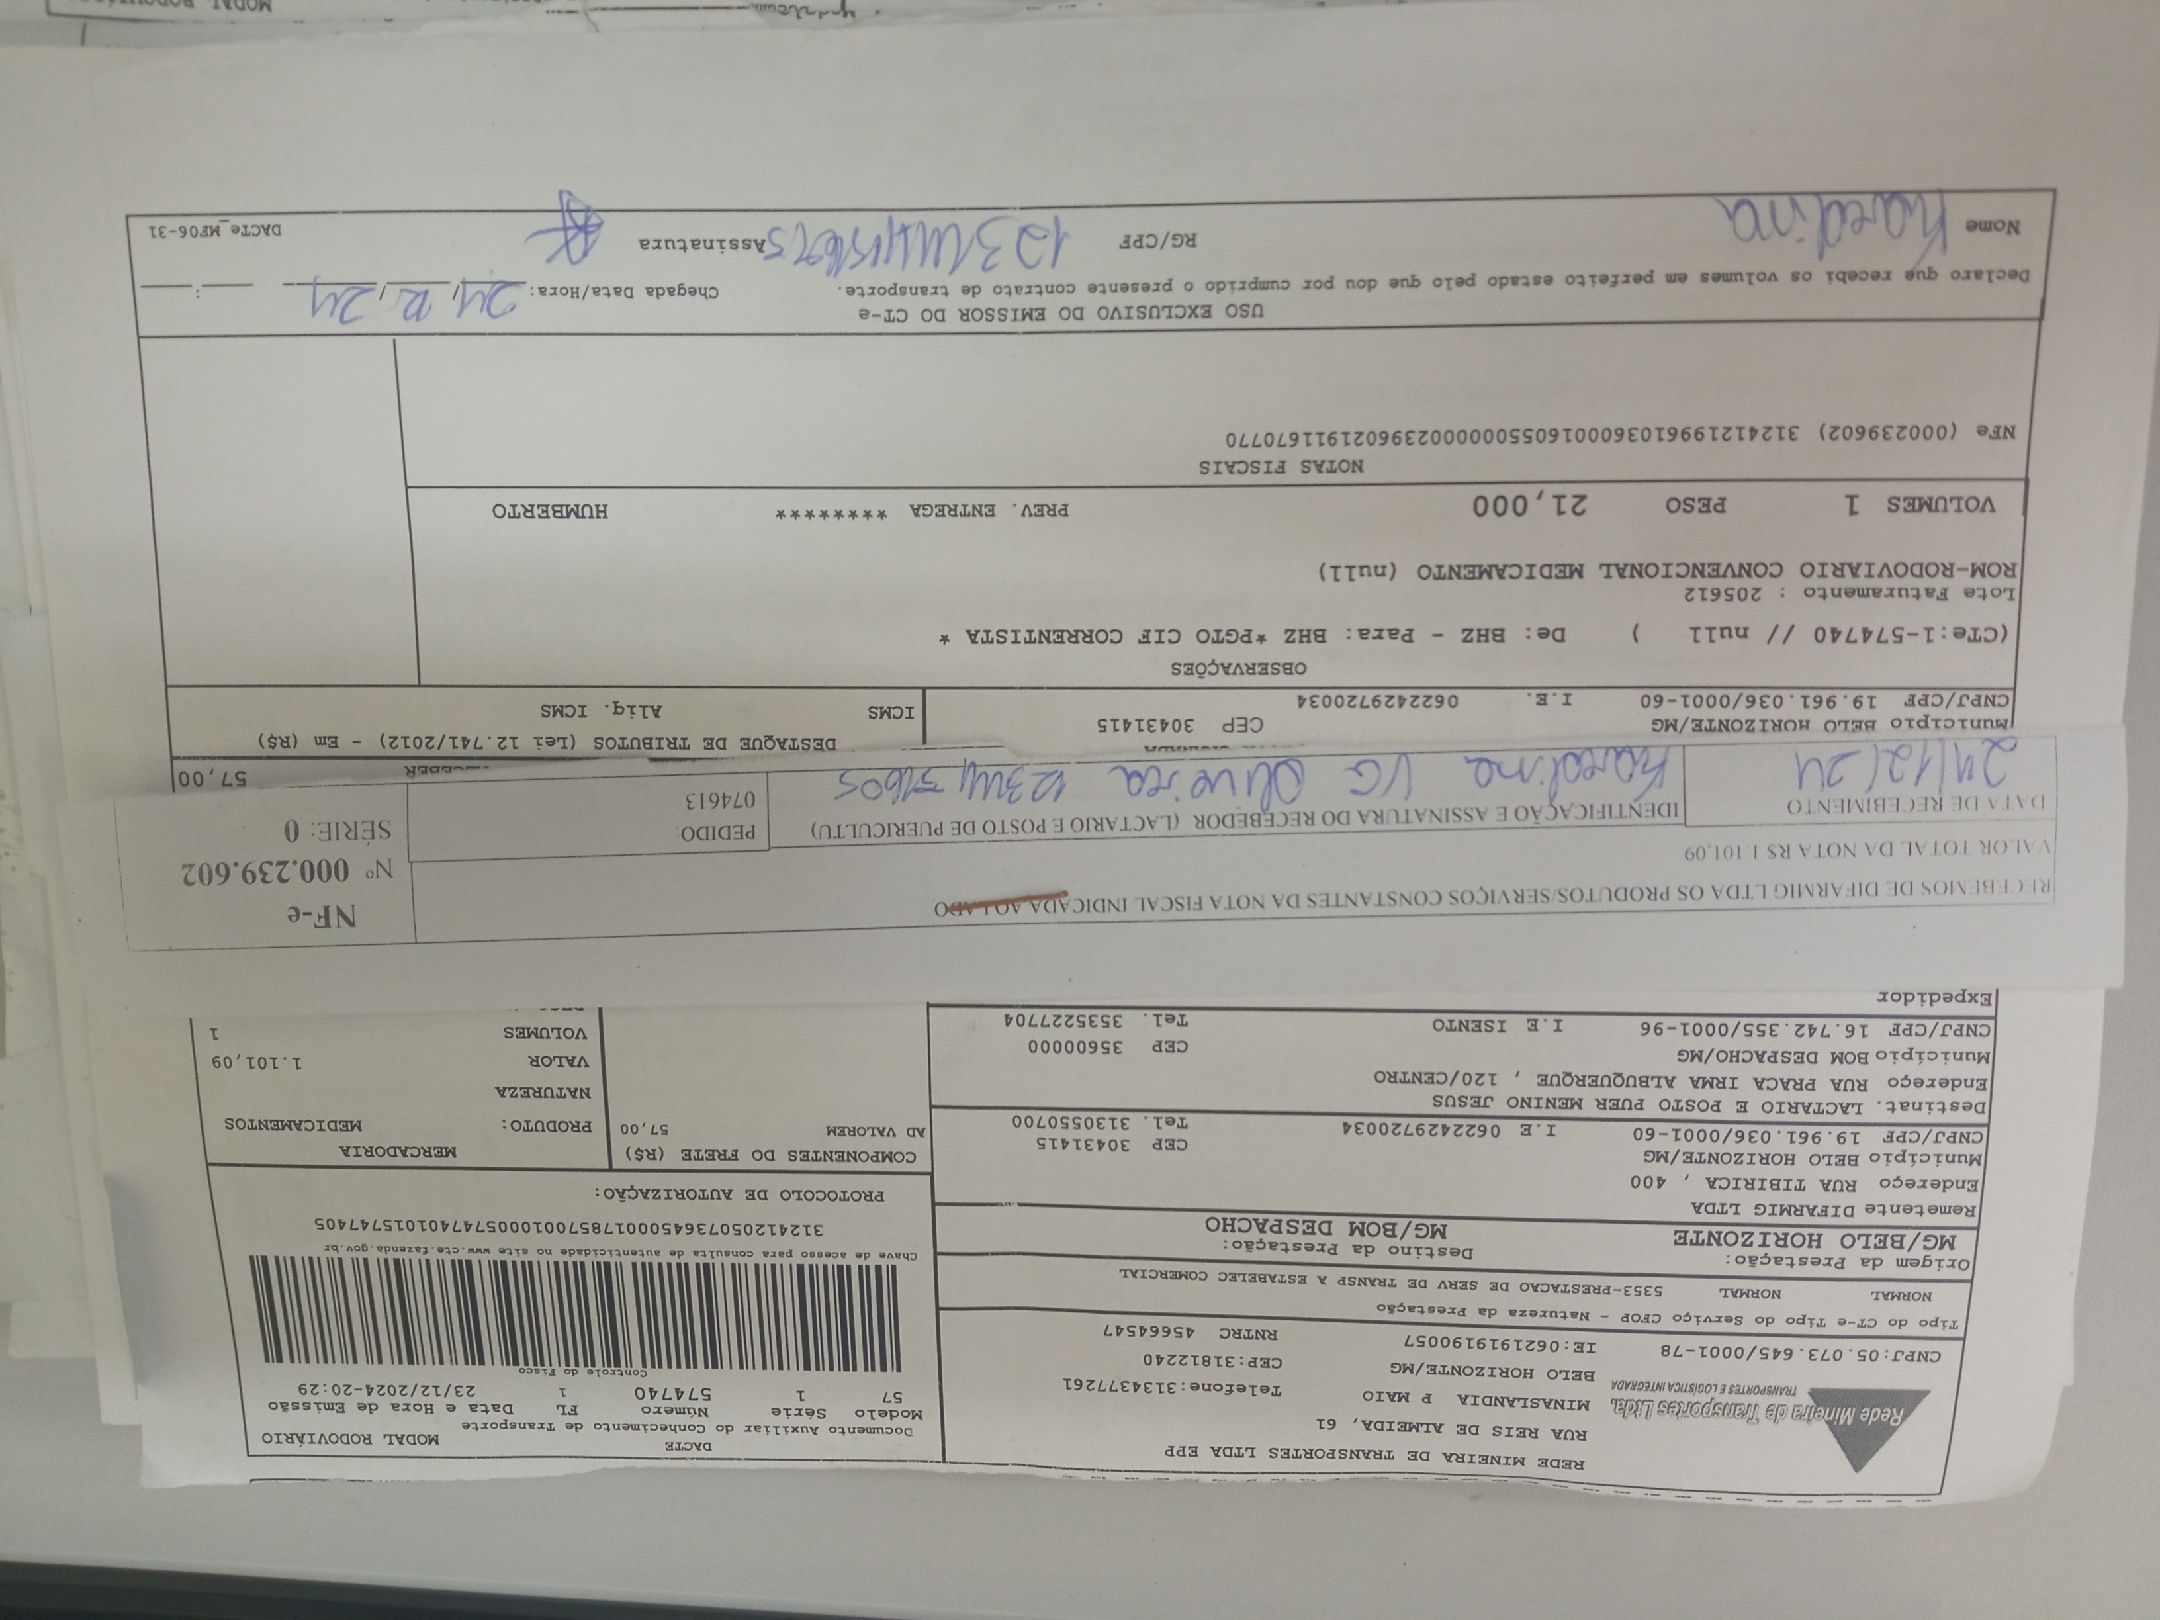 REDE MINEIRA DE TRANSPORTES LTDA EPP
RUA REIS DE ALMEIDA, 61
MINASLANDIA P MAIO Telefone:3134377261
BELO HORIZONTE/MG CEP:31812240
Rede Mineira de Transportes Ltda.
TRANSPORTES E LOGÍSTICA INTEGRADA
CNPJ:05.073.645/0001-78 IE:0621919190057 RNTRC 45664547
DACTE MODAL RODOVIÁRIO
Documento Auxiliar do Conhecimento de Transporte
Modelo Série Número FL Data e Hora de Emissão
57 1 574740 1 23/12/2024-20:29
Controle do Fisco
Tipo do CT-e Tipo do Serviço CFOP - Natureza da Prestação
NORMAL NORMAL 5353-PRESTACAO DE SERV DE TRANSP A ESTABELEC COMERCIAL
Origem da Prestação: Destino da Prestação:
MG/BELO HORIZONTE MG/BOM DESPACHO
Chave de acesso para consulta de autenticidade no site www.cte.fazenda.gov.br
31241205073645000178570010005747401015747405
PROTOCOLO DE AUTORIZAÇÃO:
Remetente DIFARMIG LTDA
Endereço RUA TIBIRICA , 400
Município BELO HORIZONTE/MG CEP 30431415
CNPJ/CPF 19.961.036/0001-60 I.E 0622429720034 Tel. 3130550700
Destinat. LACTARIO E POSTO PUER MENINO JESUS
Endereço RUA PRACA IRMA ALBUQUERQUE , 120/CENTRO
Município BOM DESPACHO/MG CEP 35600000
CNPJ/CPF 16.742.355/0001-96 I.E ISENTO Tel. 3535227704
Expedidor
COMPONENTES DO FRETE (R$)
AD VALOREM 57,00
MERCADORIA
PRODUTO: MEDICAMENTOS
NATUREZA
VALOR 1.101,09
VOLUMES 1
RECEBEMOS DE DIFARMIG LTDA OS PRODUTOS/SERVIÇOS CONSTANTES DA NOTA FISCAL INDICADA AO LADO
VALOR TOTAL DA NOTA R$ 1.101,09
DATA DE RECEBIMENTO
24/12/24
IDENTIFICAÇÃO E ASSINATURA DO RECEBEDOR (LACTARIO E POSTO DE PUERICULTU)
PEDIDO:
074613
NF-e
Nº 000.239.602
SÉRIE: 0
57,00
Município BELO HORIZONTE/MG CEP 30431415
CNPJ/CPF 19.961.036/0001-60 I.E. 0622429720034
DESTAQUE DE TRIBUTOS (Lei 12.741/2012) - Em (R$)
ICMS Aliq. ICMS
OBSERVAÇÕES
(CTe:1-574740 // null ) De: BHZ - Para: BHZ *PGTO CIF CORRENTISTA *
Lote Faturamento : 205612
ROM-RODOVIARIO CONVENCIONAL MEDICAMENTO (null)
VOLUMES 1 PESO 21,000 PREV. ENTREGA ******** HUMBERTO
NOTAS FISCAIS
NFe (000239602) 31241219961036000160550000002396021911670770
USO EXCLUSIVO DO EMISSOR DO CT-e
Declaro que recebi os volumes em perfeito estado pelo que dou por cumprido o presente contrato de transporte. Chegada Data/Hora: 24, 12, 24 __:__
Nome Karolina RG/CPF Assinatura DACTe MF06-31